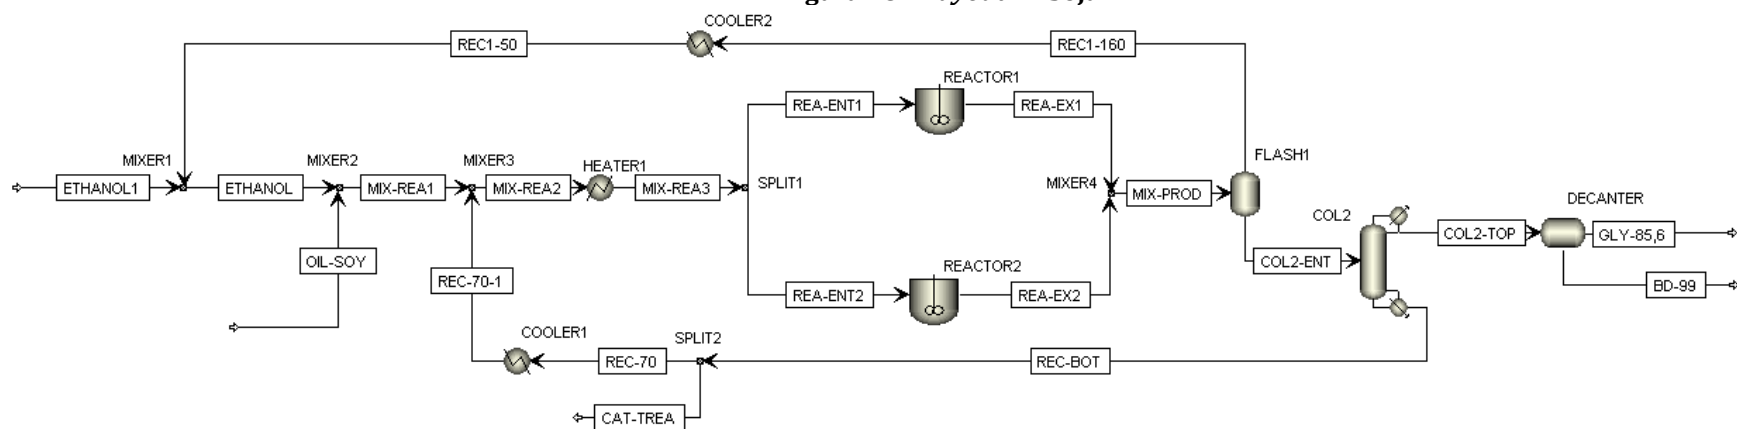 COOLER2
REC1-50
REC1-160
REACTOR1
REA-ENT1
REA-EX1
MIXER1
MIXER2
MIXER3
HEATER1
FLASH1
ETHANOL1
ETHANOL
MIX-REA1
MIX-REA2
MIX-REA3
SPLIT1
MIXER4
MIX-PROD
DECANTER
COL2
COL2-TOP
GLY-85,6
OIL-SOY
REC-70-1
REACTOR2
COL2-ENT
BD-99
REA-ENT2
REA-EX2
COOLER1
SPLIT2
REC-70
REC-BOT
CAT-TREA